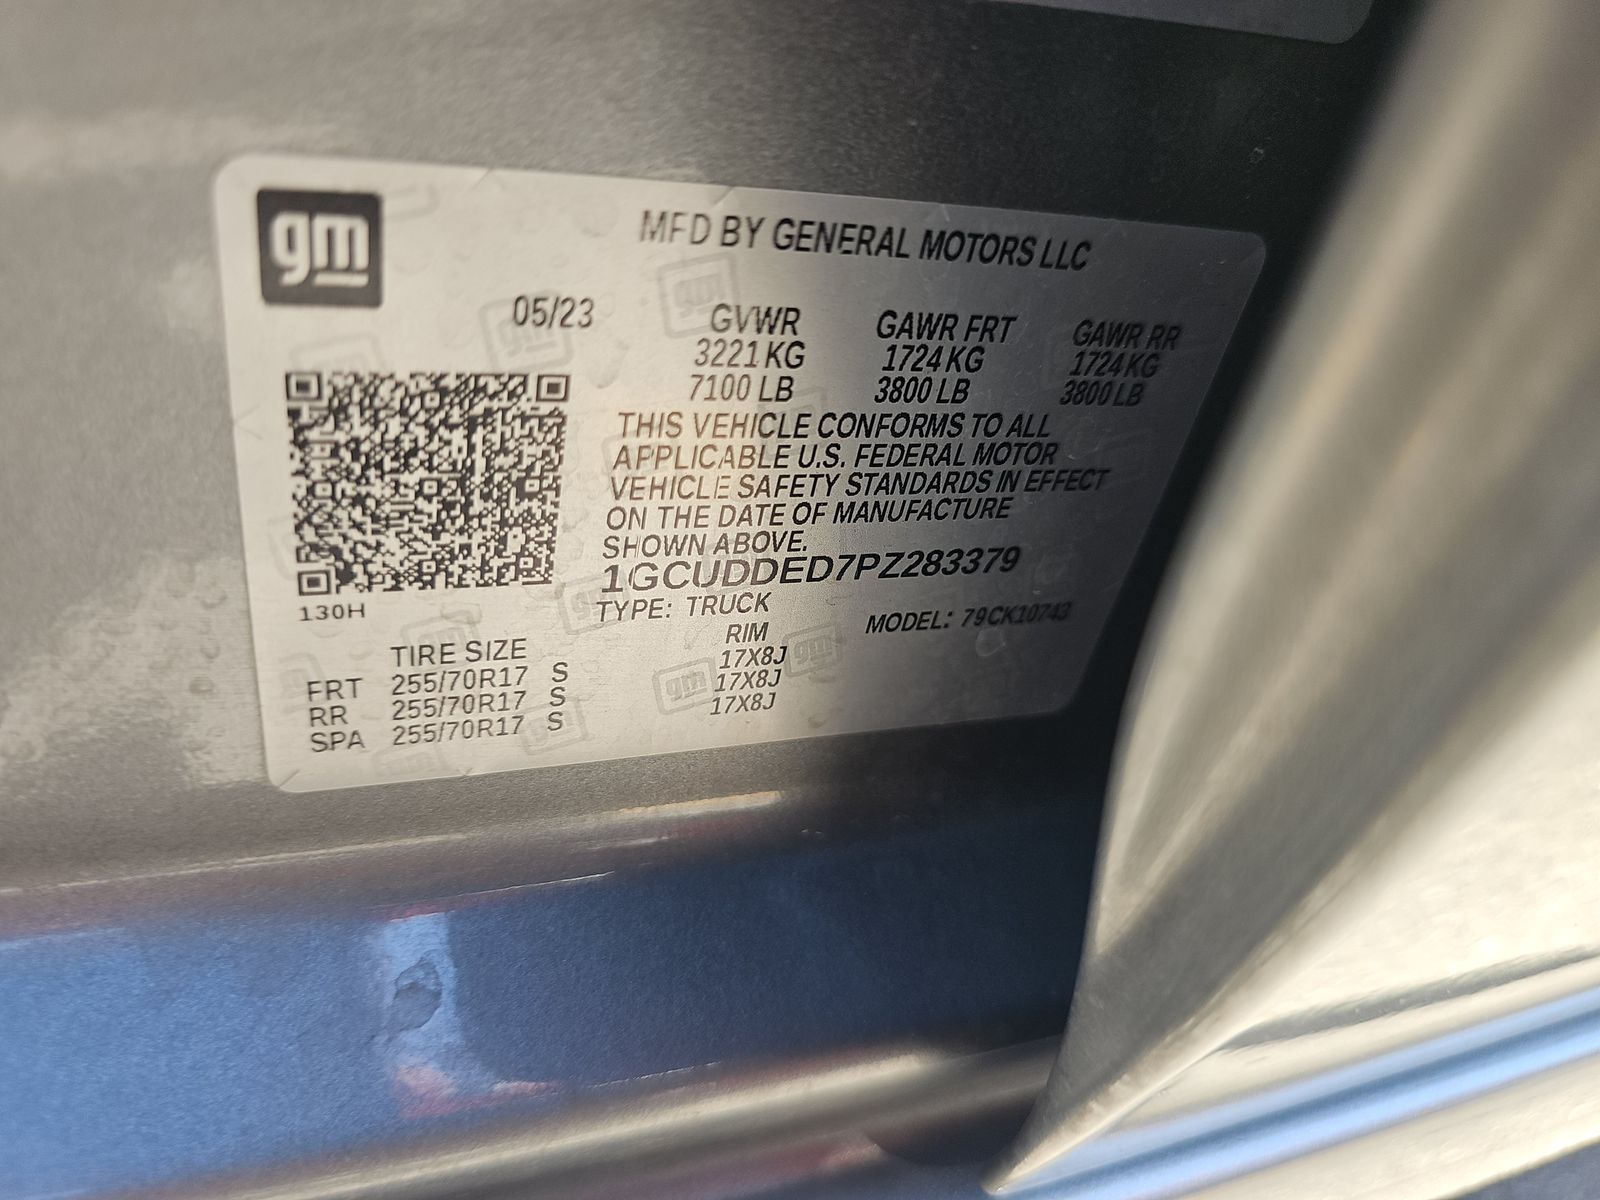 gm
MFD BY GENERAL MOTORS LLC
05/23
GVWR GAWR FRT GAWR RR
3221 KG 1724 KG 1724 KG
7100 LB 3800 LB 3800 LB
THIS VEHICLE CONFORMS TO ALL
APPLICABLE U.S. FEDERAL MOTOR
VEHICLE SAFETY STANDARDS IN EFFECT
ON THE DATE OF MANUFACTURE
SHOWN ABOVE.
1GCUDDED7PZ283379
130H
TYPE: TRUCK MODEL: 79CK10743
TIRE SIZE RIM
FRT 255/70R17 S 17X8J
RR 255/70R17 S 17X8J
SPA 255/70R17 S 17X8J